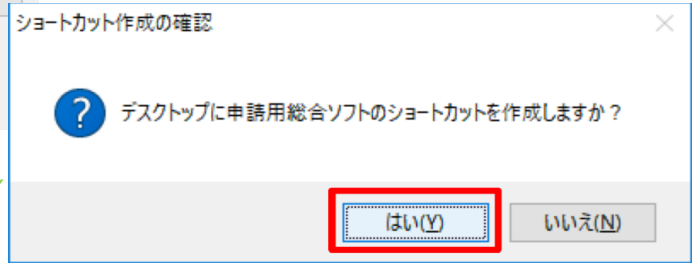 ショートカット作成の確認
デスクトップに申請用総合ソフトのショートカットを作成しますか？
はい(Y)
いいえ(N)